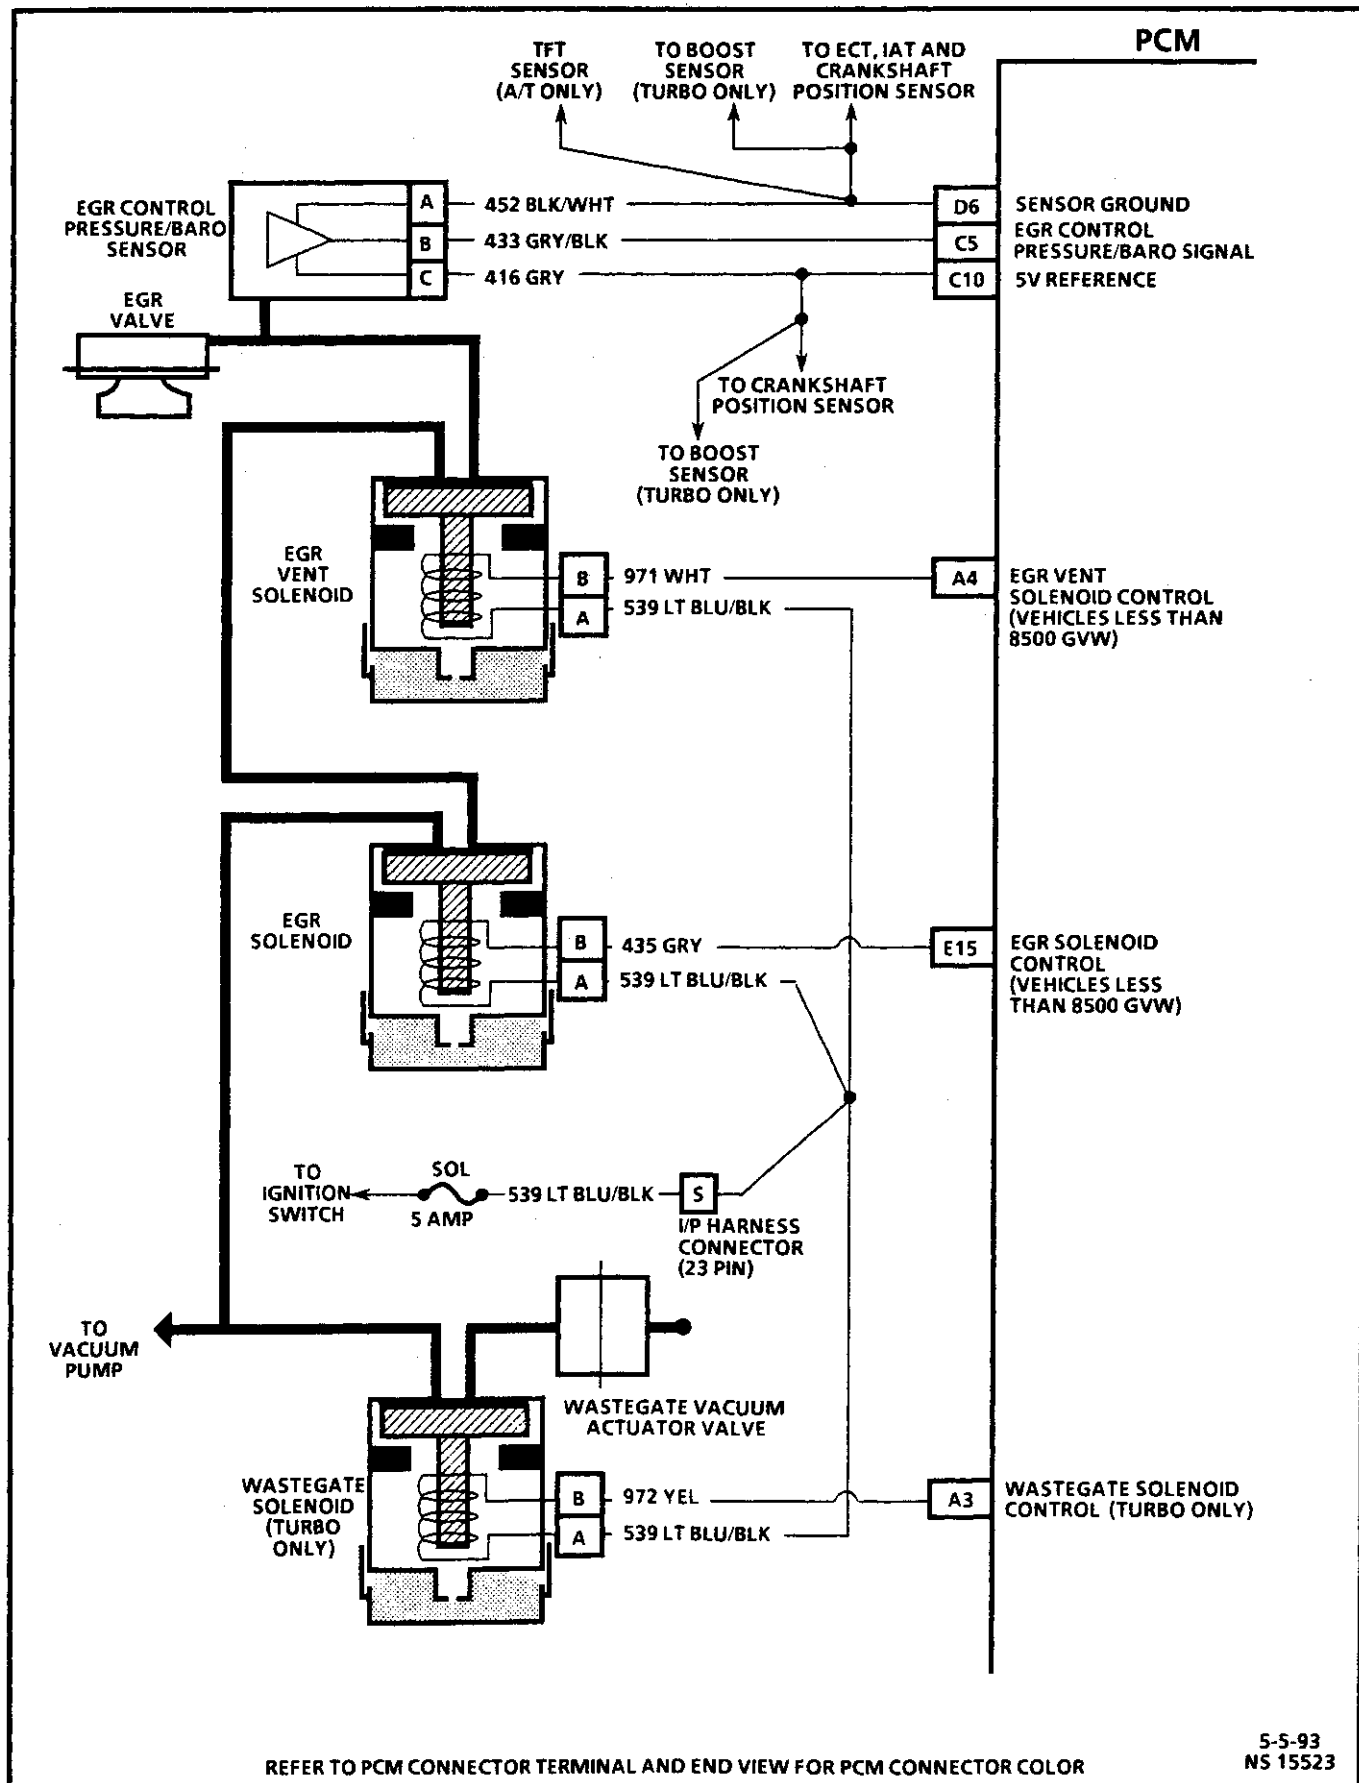 PCM
TFT
SENSOR
(A/T ONLY)
TO BOOST
SENSOR
(TURBO ONLY)
TO ECT, IAT AND
CRANKSHAFT
POSITION SENSOR
EGR CONTROL
PRESSURE/BARO
SENSOR
A
452 BLK/WHT
D6
SENSOR GROUND
B
433 GRY/BLK
C5
EGR CONTROL
PRESSURE/BARO SIGNAL
C
416 GRY
C10
5V REFERENCE
EGR
VALVE
TO CRANKSHAFT
POSITION SENSOR
TO BOOST
SENSOR
(TURBO ONLY)
EGR
VENT
SOLENOID
B
971 WHT
A4
EGR VENT
SOLENOID CONTROL
(VEHICLES LESS THAN
8500 GVW)
A
539 LT BLU/BLK
EGR
SOLENOID
B
435 GRY
E15
EGR SOLENOID
CONTROL
(VEHICLES LESS
THAN 8500 GVW)
A
539 LT BLU/BLK
TO
IGNITION
SWITCH
SOL
5 AMP
539 LT BLU/BLK
S
I/P HARNESS
CONNECTOR
(23 PIN)
TO
VACUUM
PUMP
WASTEGATE VACUUM
ACTUATOR VALVE
WASTEGATE
SOLENOID
(TURBO
ONLY)
B
972 YEL
A3
WASTEGATE SOLENOID
CONTROL (TURBO ONLY)
A
539 LT BLU/BLK
REFER TO PCM CONNECTOR TERMINAL AND END VIEW FOR PCM CONNECTOR COLOR
5-5-93
NS 15523